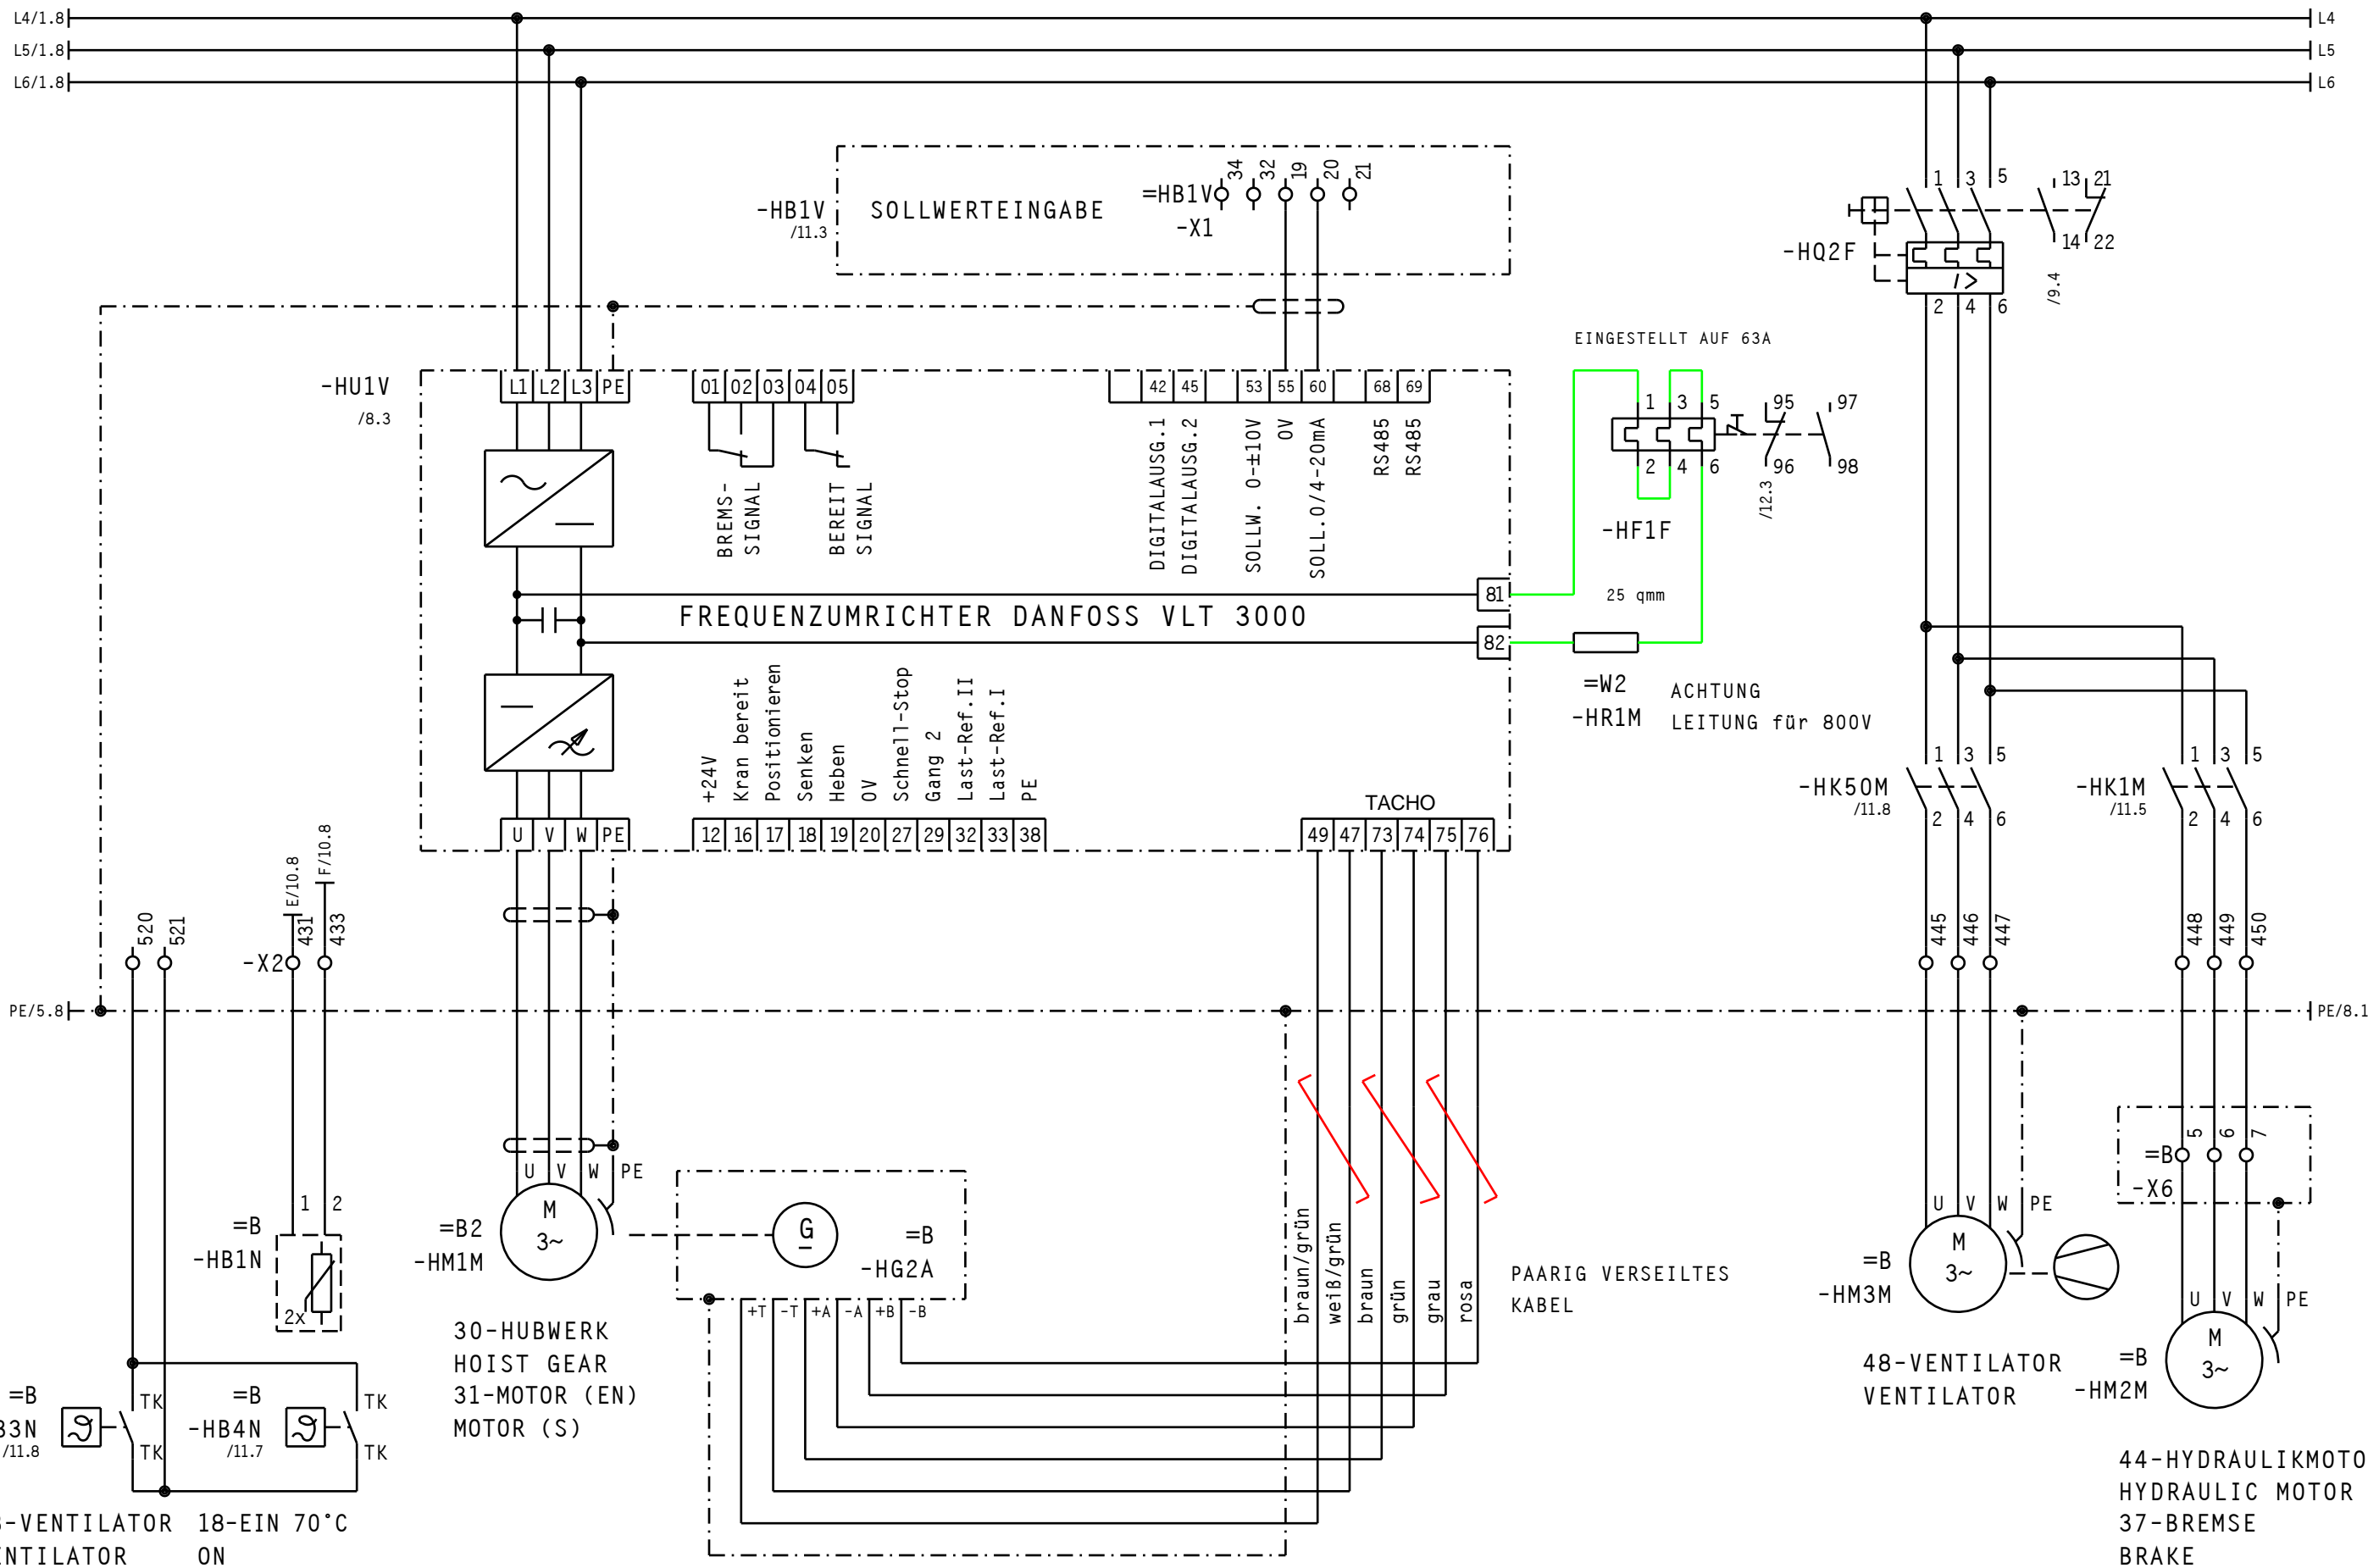 L4/1.8
L4
L5/1.8
L5
L6/1.8
L6
-HB1V
/11.3
SOLLWERTEINGABE
=HB1V
-X1
34
32
19
20
21
1
3
5
13
21
-HQ2F
I>
14
22
2
4
6
/9.4
EINGESTELLT AUF 63A
-HU1V
/8.3
L1
L2
L3
PE
01
02
03
04
05
42
45
53
55
60
68
69
BREMS-
SIGNAL
BEREIT
SIGNAL
DIGITALAUSG.1
DIGITALAUSG.2
SOLLW. 0-±10V
0V
SOLL.0/4-20mA
RS485
RS485
1
3
5
95
97
2
4
6
96
98
/12.3
-HF1F
81
25 qmm
FREQUENZUMRICHTER DANFOSS VLT 3000
82
=W2
-HR1M
ACHTUNG
LEITUNG für 800V
+24V
Kran bereit
Positionieren
Senken
Heben
0V
Schnell-Stop
Gang 2
Last-Ref.II
Last-Ref.I
PE
TACHO
U
V
W
PE
12
16
17
18
19
20
27
29
32
33
38
49
47
73
74
75
76
-HK50M
/11.8
1
3
5
2
4
6
-HK1M
/11.5
1
3
5
2
4
6
E/10.8
F/10.8
520
521
-X2
431
433
445
446
447
448
449
450
PE/5.8
PE/8.1
=B
-X6
5
6
7
=B
-HB1N
1
2
2x
=B2
-HM1M
U
V
W
PE
M
3~
G
=B
-HG2A
+T
-T
+A
-A
+B
-B
braun/grün
weiß/grün
braun
grün
grau
rosa
PAARIG VERSEILTES
KABEL
=B
-HM3M
U
V
W
PE
M
3~
=B
-HM2M
U
V
W
PE
M
3~
30-HUBWERK
HOIST GEAR
31-MOTOR (EN)
MOTOR (S)
48-VENTILATOR
VENTILATOR
=B
B3N
/11.8
TK
TK
=B
-HB4N
/11.7
TK
TK
-VENTILATOR
NTILATOR
18-EIN 70°C
ON
44-HYDRAULIKMOTO
HYDRAULIC MOTOR
37-BREMSE
BRAKE